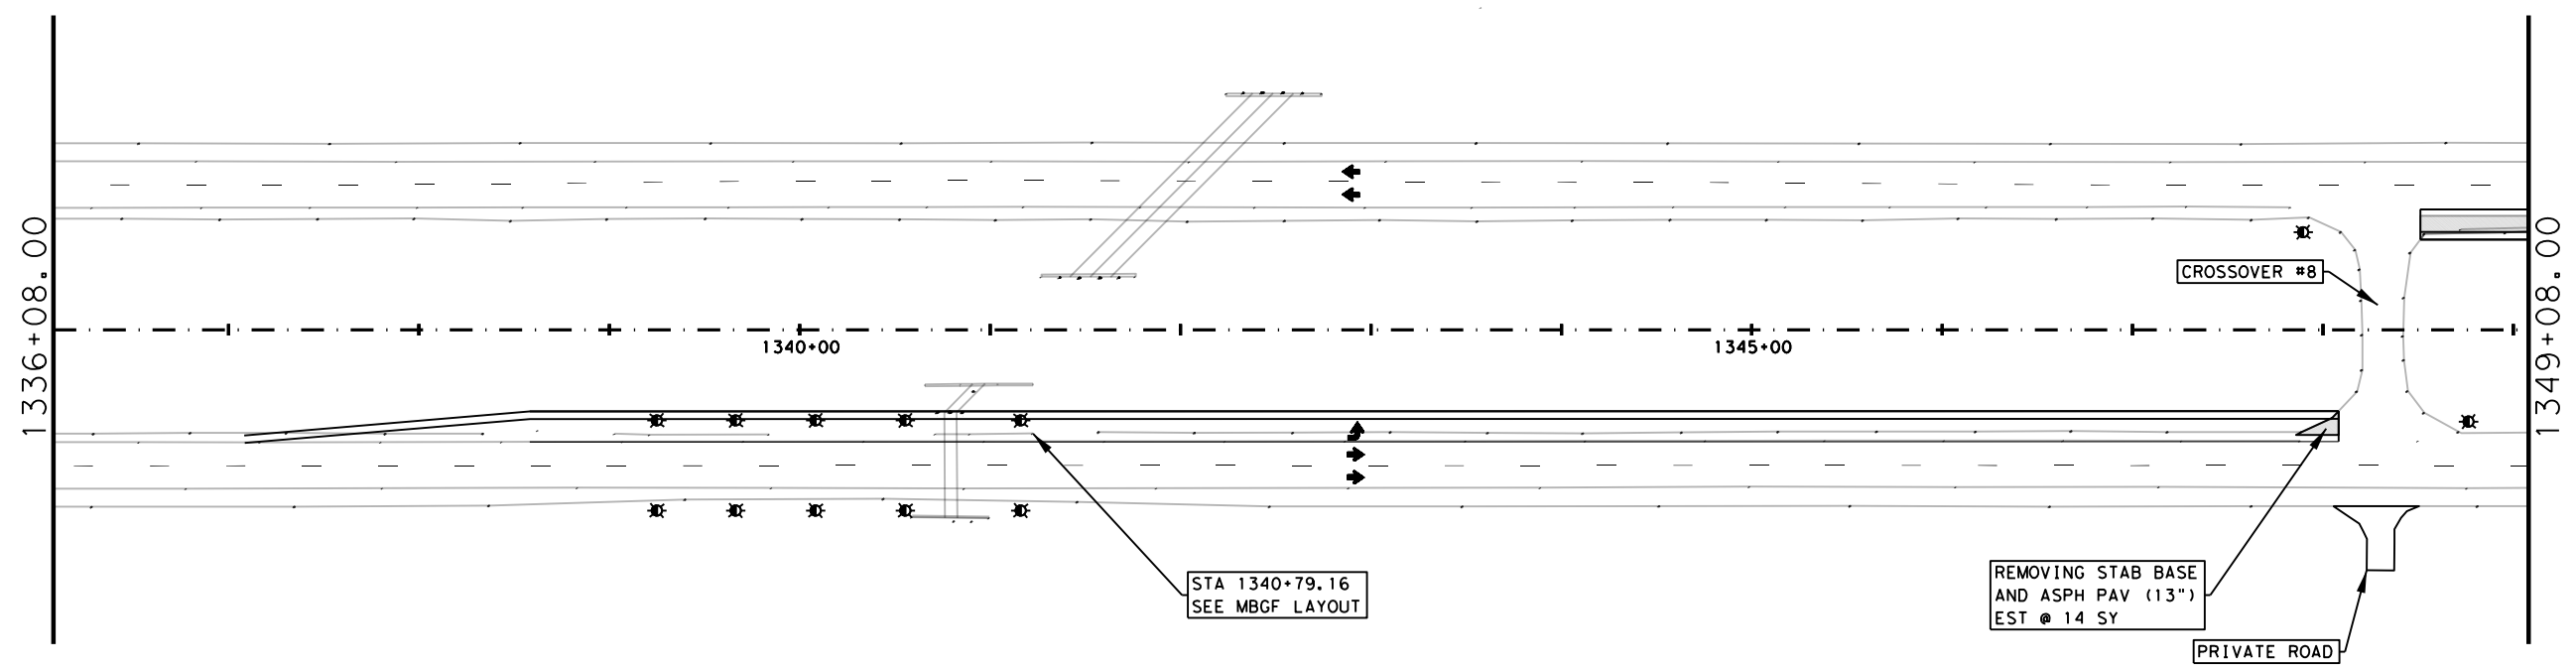 1336+08.00
1349+08.00
CROSSOVER #8
1340+00
1345+00
STA 1340+79.16
SEE MBGF LAYOUT
REMOVING STAB BASE
AND ASPH PAV (13")
EST @ 14 SY
PRIVATE ROAD